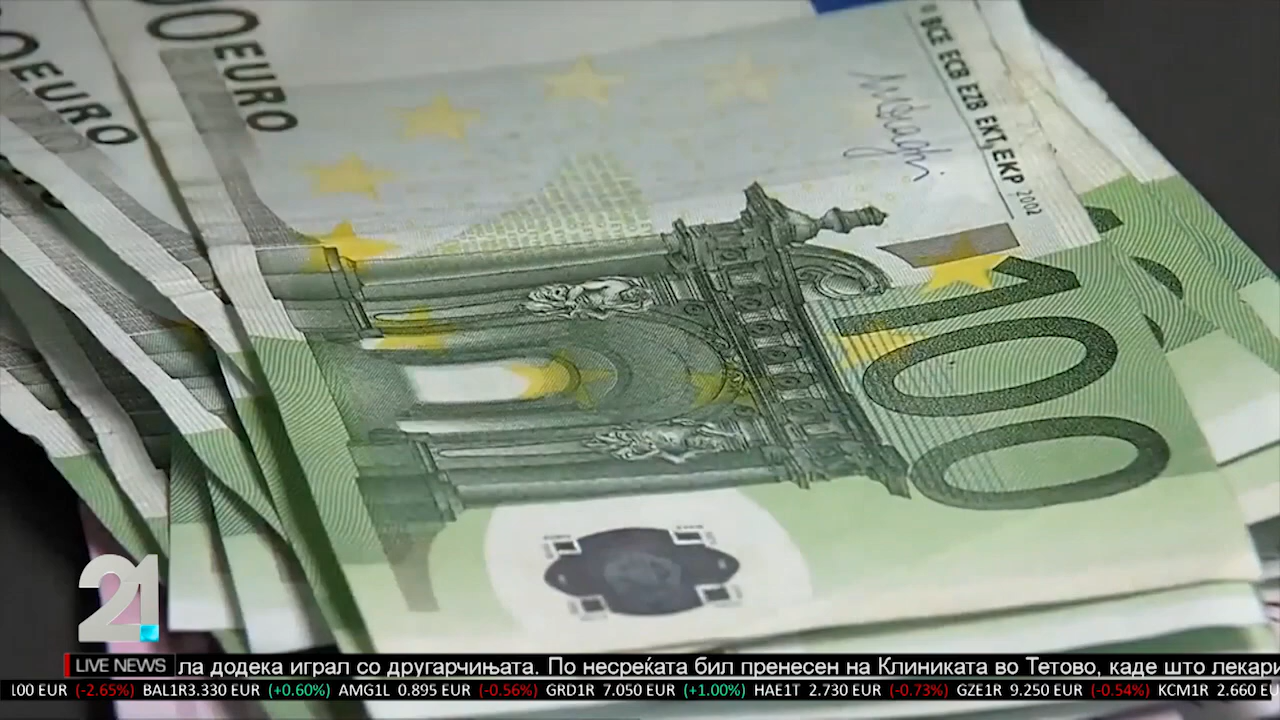 00 EURO
0 EURO
BCE ECB EZB EKT EKP 2002
100
21
LIVE NEWS
ла додека играл со другарчињата. По несреќата бил пренесен на Клиниката во Тетово, каде што лекари
.100 EUR (-2.65%) BAL1R3.330 EUR (+0.60%) AMG1L 0.895 EUR (-0.56%) GRD1R 7.050 EUR (+1.00%) HAE1T 2.730 EUR (-0.73%) GZE1R 9.250 EUR (-0.54%) KCM1R 2.660 EU